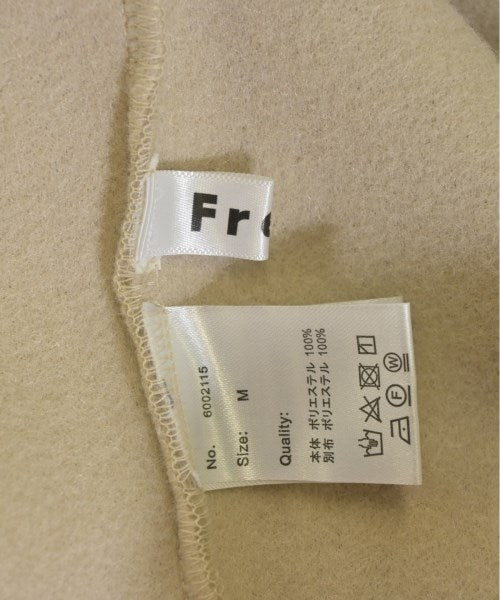 Fr
No. 6002115
Size: M
Quality:
本体 ポリエステル 100%
別布 ポリエステル 100%
F W